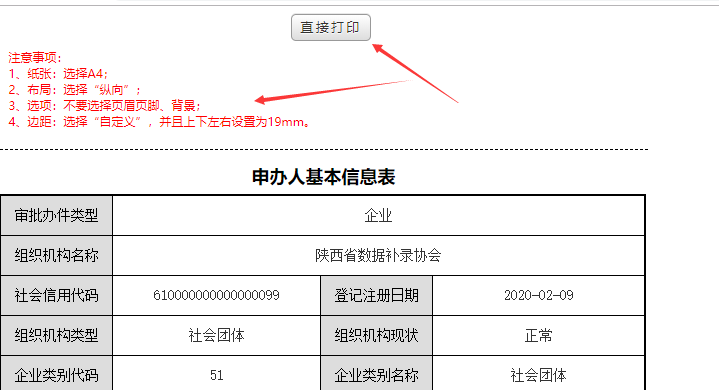 直接打印
注意事项：
1、纸张：选择A4；
2、布局：选择“纵向”；
3、选项：不要选择页眉页脚、背景；
4、边距：选择“自定义”，并且上下左右设置为19mm。
申办人基本信息表
审批办件类型 企业
组织机构名称 陕西省数据补录协会
社会信用代码 610000000000000099 登记注册日期 2020-02-09
组织机构类型 社会团体 组织机构现状 正常
企业类别代码 51 企业类别名称 社会团体